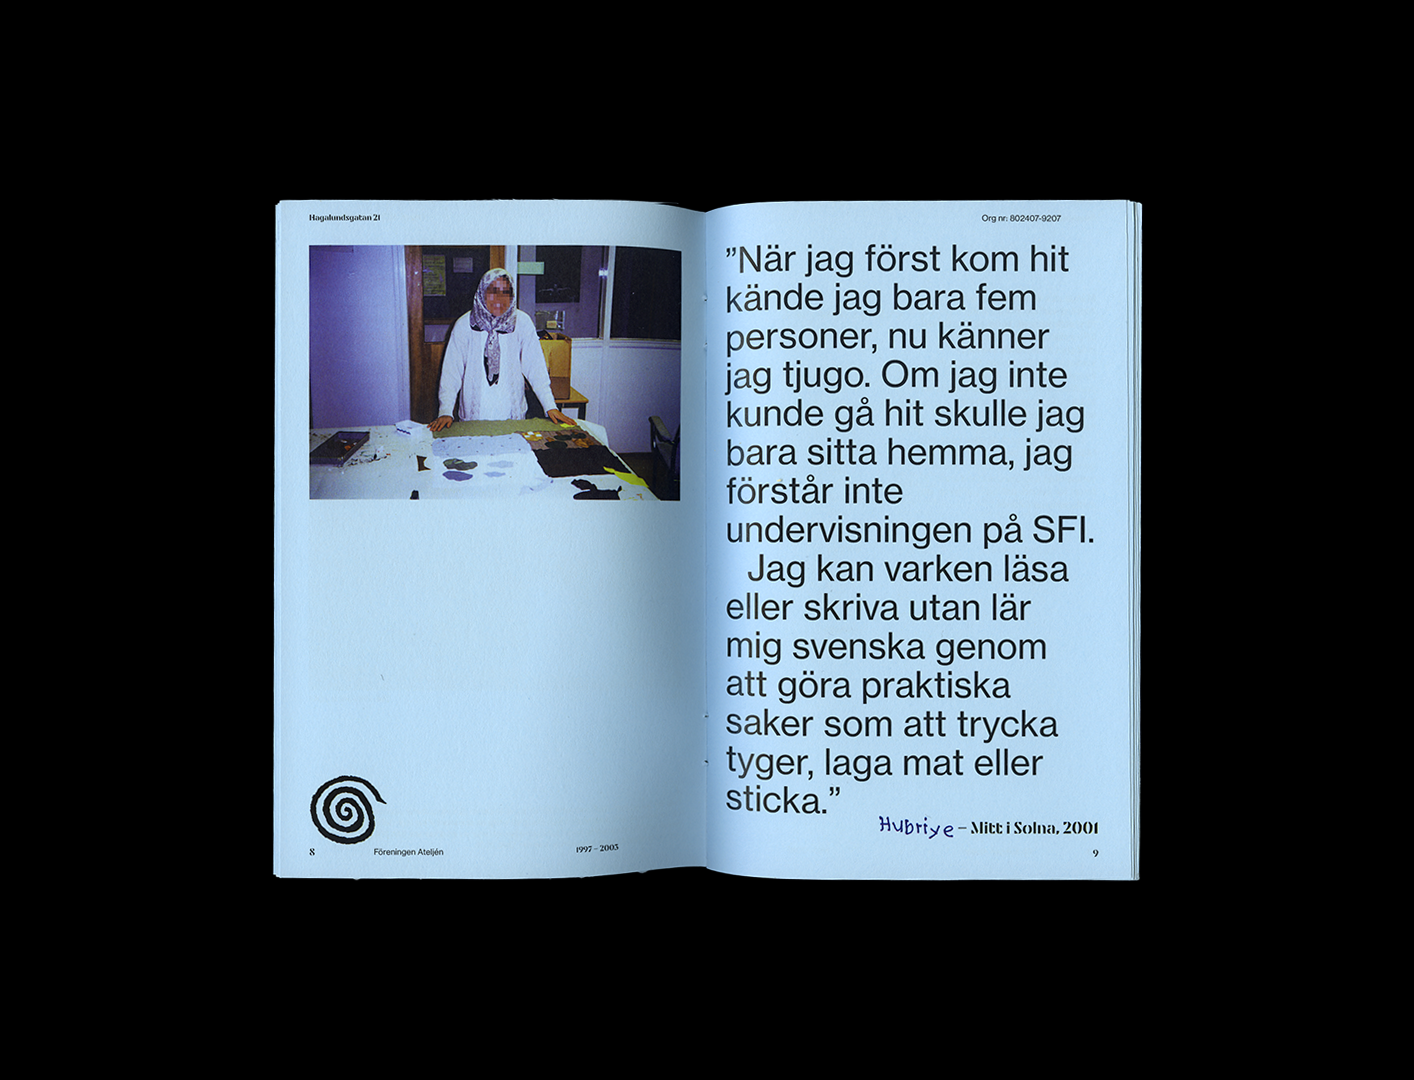 Hagalundsgatan 21
8
Föreningen Ateljén
1997 – 2003
Org nr: 802407-9207
”När jag först kom hit
kände jag bara fem
personer, nu känner
jag tjugo. Om jag inte
kunde gå hit skulle jag
bara sitta hemma, jag
förstår inte
undervisningen på SFI.
Jag kan varken läsa
eller skriva utan lär
mig svenska genom
att göra praktiska
saker som att trycka
tyger, laga mat eller
sticka.”
Hubriye – Mitt i Solna, 2001
9